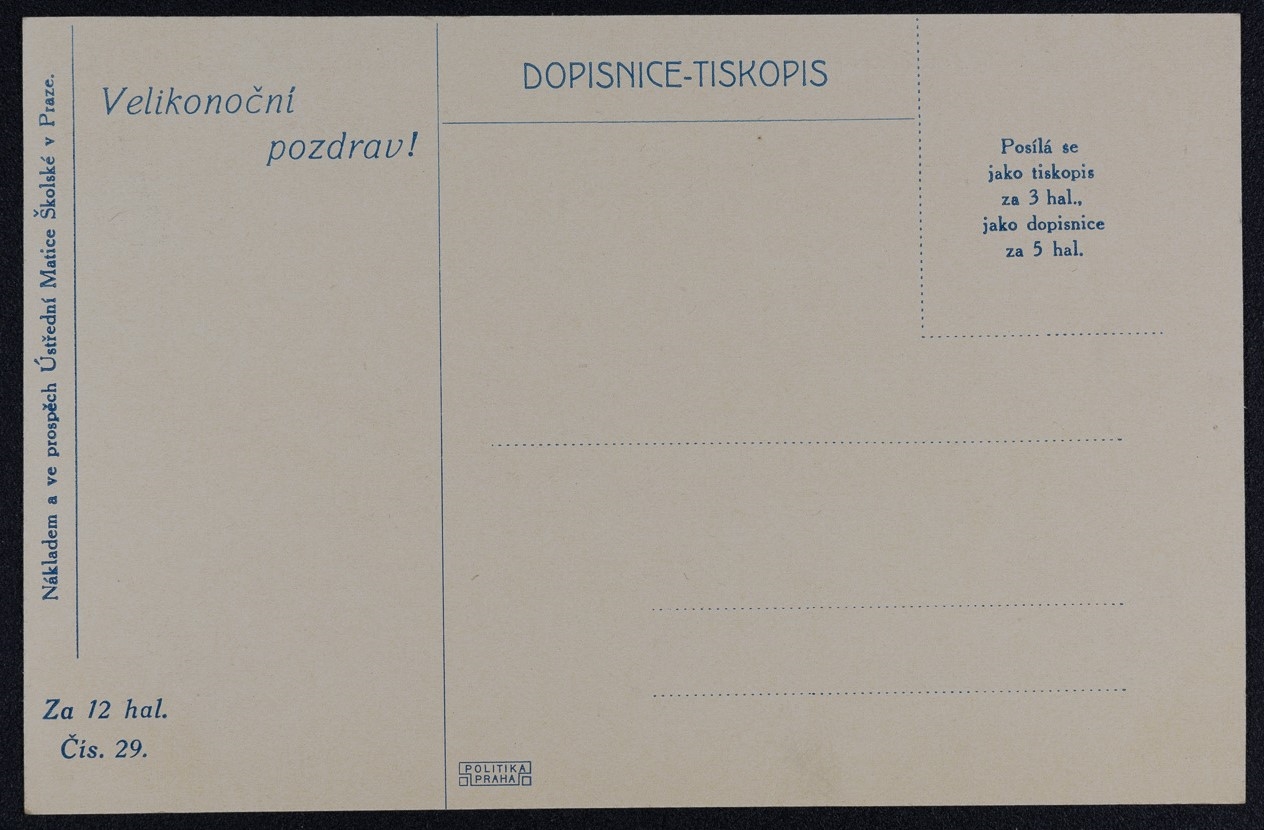 Nákladem a ve prospěch Ústřední Matice Školské v Praze.
Velikonoční
pozdrav!
DOPISNICE-TISKOPIS
Posílá se
jako tiskopis
za 3 hal.,
jako dopisnice
za 5 hal.
Za 12 hal.
Čís. 29.
POLITIKA
PRAHA